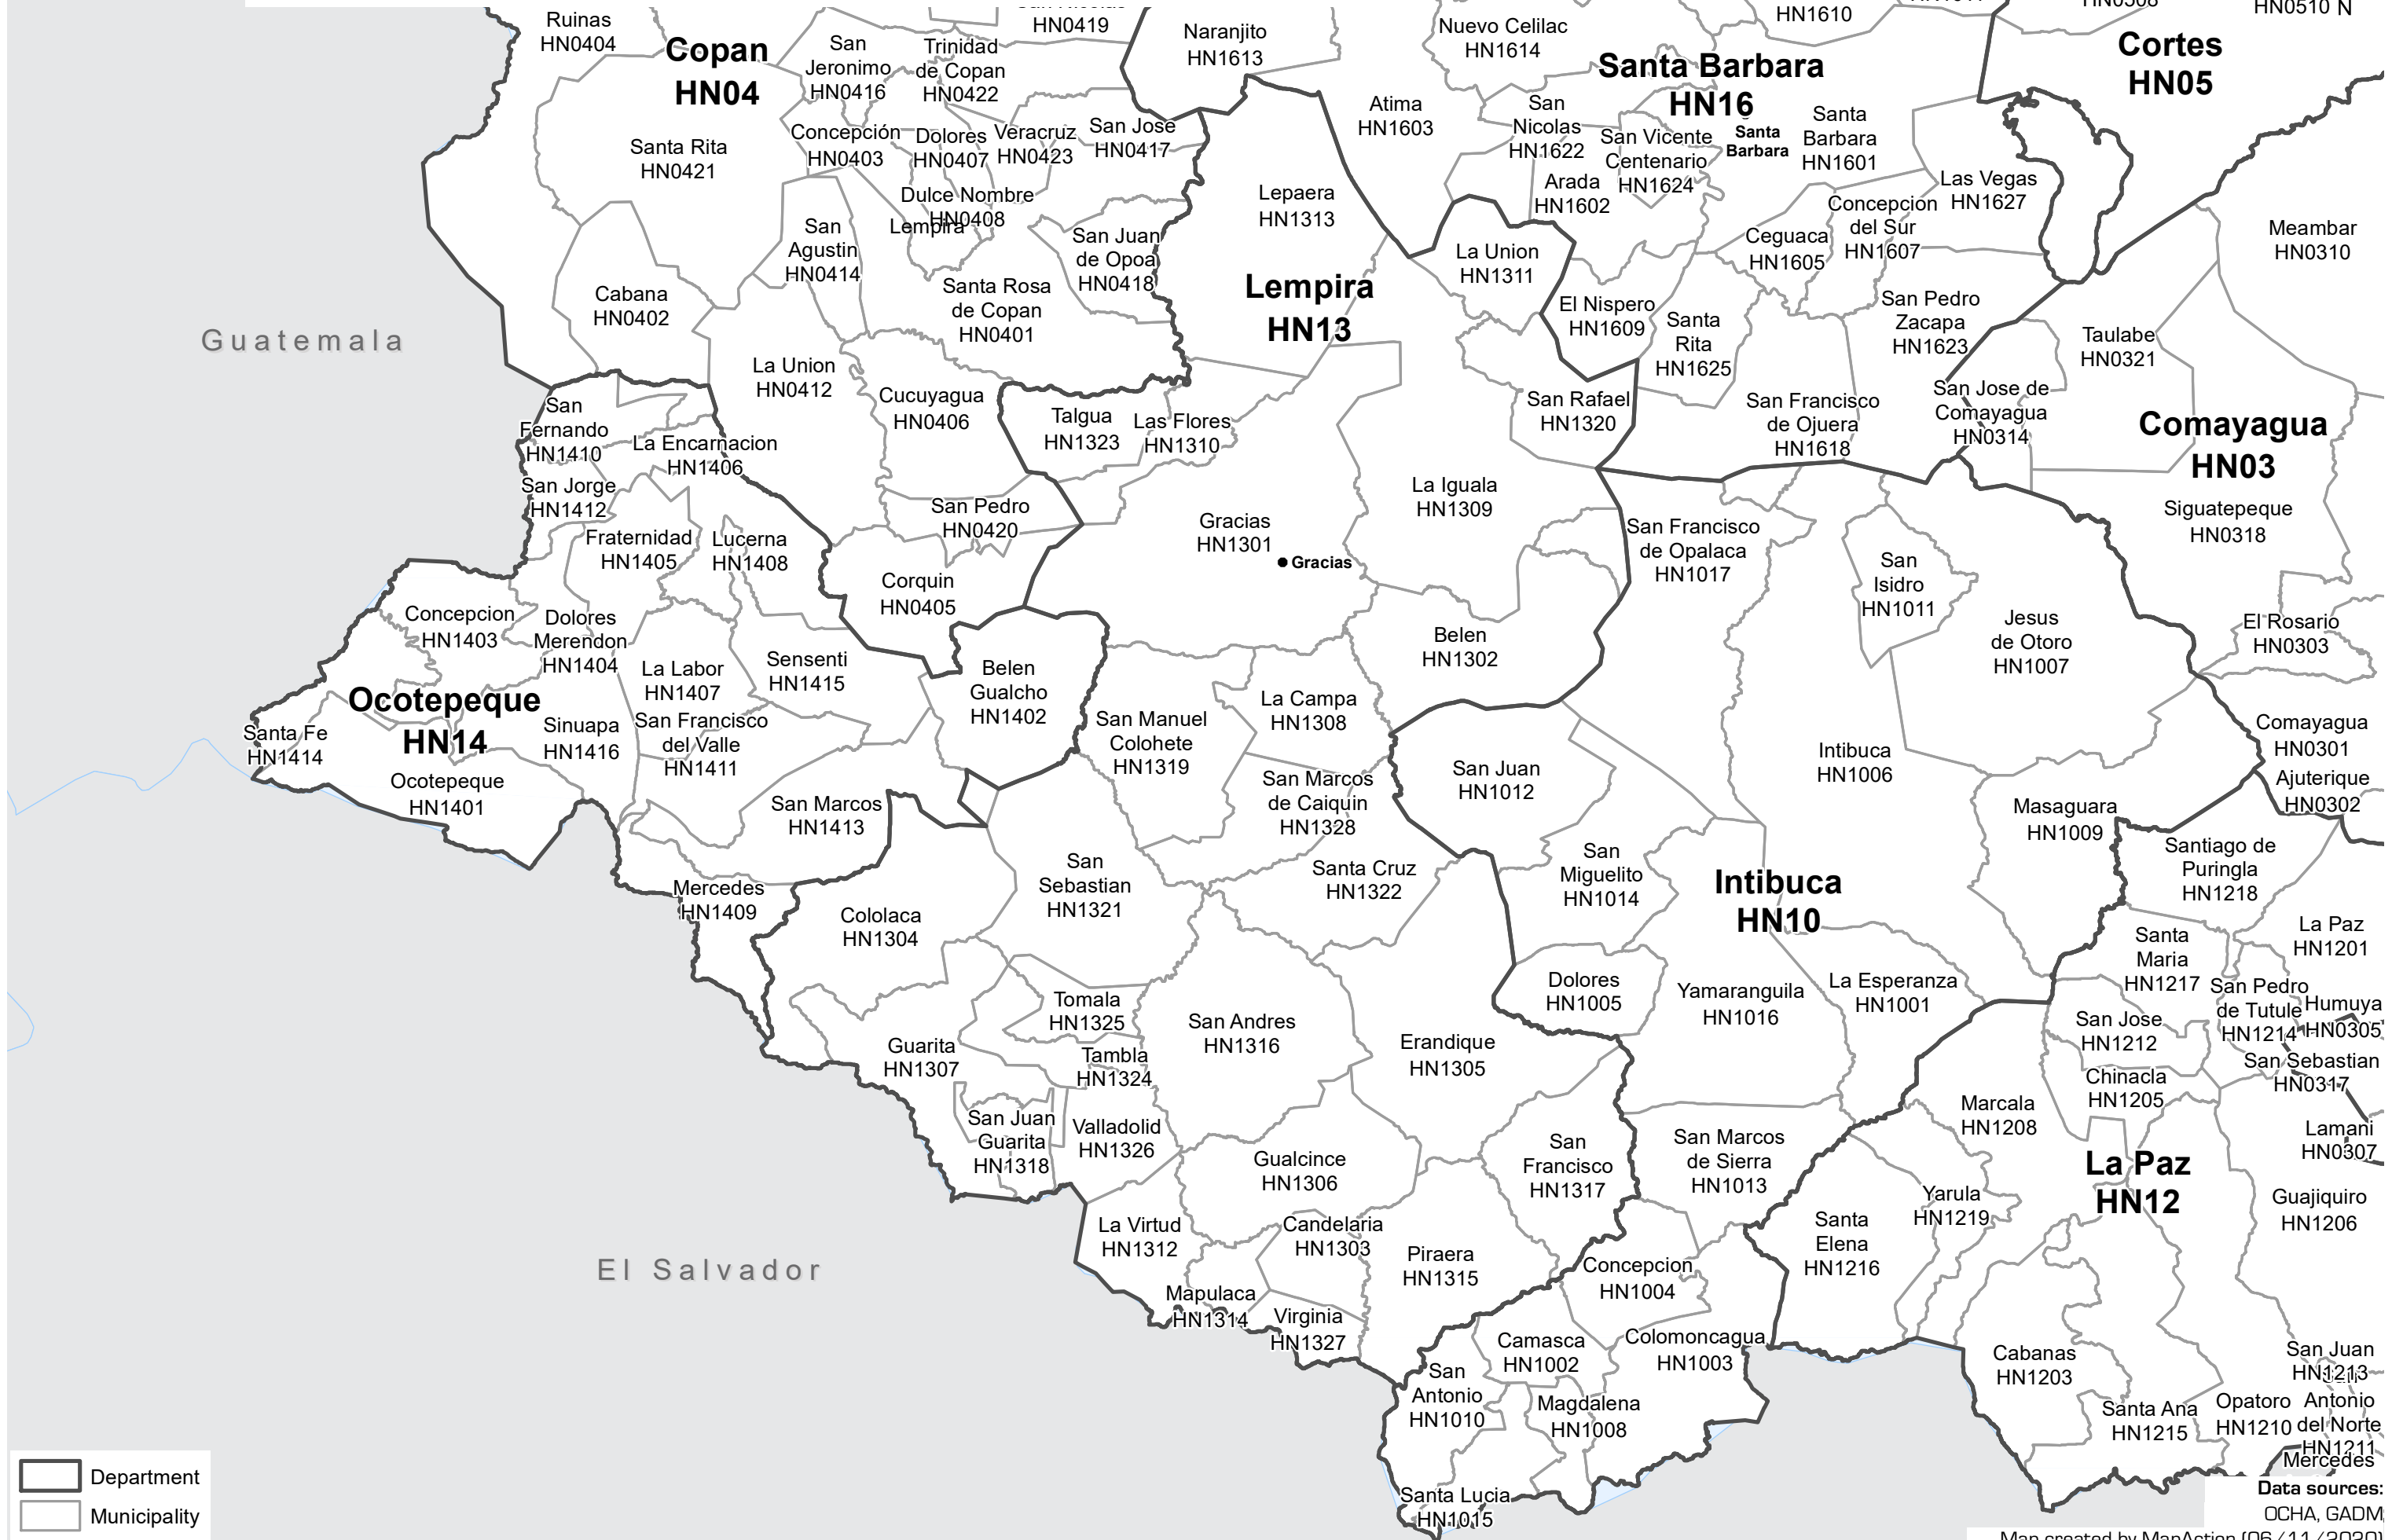 Ruinas
HN0404
HN0419
Naranjito
HN1613
Nuevo Celilac
HN1614
HN1610
HN0510
N
Copan
HN04
San
Jeronimo
HN0416
Trinidad
de Copan
HN0422
Santa Barbara
HN16
Cortes
HN05
Atima
HN1603
San
Nicolas
HN1622
San Vicente
Centenario
HN1624
Santa
Barbara
Santa
Barbara
HN1601
Santa Rita
HN0421
Concepción
HN0403
Dolores
HN0407
Veracruz
HN0423
San Jose
HN0417
Dulce Nombre
HN0408
Lempira
Lepaera
HN1313
Arada
HN1602
Las Vegas
HN1627
Concepcion
del Sur
HN1607
Ceguaca
HN1605
Meambar
HN0310
San
Agustin
HN0414
San Juan
de Opoa
HN0418
La Union
HN1311
Cabana
HN0402
Santa Rosa
de Copan
HN0401
Lempira
HN13
El Nispero
HN1609
Santa
Rita
HN1625
San Pedro
Zacapa
HN1623
Taulabe
HN0321
Guatemala
La Union
HN0412
Cucuyagua
HN0406
Talgua
HN1323
Las Flores
HN1310
San Rafael
HN1320
San Francisco
de Ojuera
HN1618
San Jose de
Comayagua
HN0314
Comayagua
HN03
San
Fernando
HN1410
La Encarnacion
HN1406
San Jorge
HN1412
San Pedro
HN0420
Gracias
HN1301
Gracias
La Iguala
HN1309
San Francisco
de Opalaca
HN1017
Siguatepeque
HN0318
Fraternidad
HN1405
Lucerna
HN1408
Corquin
HN0405
San
Isidro
HN1011
Concepcion
HN1403
Dolores
Merendon
HN1404
Belen
HN1302
Jesus
de Otoro
HN1007
El Rosario
HN0303
La Labor
HN1407
Sensenti
HN1415
Belen
Gualcho
HN1402
Ocotepeque
HN14
Santa Fe
HN1414
Sinuapa
HN1416
San Francisco
del Valle
HN1411
San Manuel
Colohete
HN1319
La Campa
HN1308
Comayagua
HN0301
Ocotepeque
HN1401
San Marcos
HN1413
San Marcos
de Caiquin
HN1328
San Juan
HN1012
Intibuca
HN1006
Ajuterique
HN0302
Masaguara
HN1009
Mercedes
HN1409
San
Sebastian
HN1321
Santa Cruz
HN1322
San
Miguelito
HN1014
Intibuca
HN10
Santiago de
Puringla
HN1218
Cololaca
HN1304
La Paz
HN1201
Santa
Maria
HN1217
Tomala
HN1325
San Andres
HN1316
Dolores
HN1005
Yamaranguila
HN1016
La Esperanza
HN1001
San Pedro
de Tutule
HN1214
Humuya
HN0305
San Jose
HN1212
Guarita
HN1307
Tambla
HN1324
Erandique
HN1305
San Sebastian
HN0317
Chinacla
HN1205
Marcala
HN1208
San Juan
Guarita
HN1318
Valladolid
HN1326
Gualcince
HN1306
San
Francisco
HN1317
San Marcos
de Sierra
HN1013
Lamani
HN0307
La Paz
HN12
Yarula
HN1219
Guajiquiro
HN1206
La Virtud
HN1312
Candelaria
HN1303
Piraera
HN1315
Santa
Elena
HN1216
El Salvador
Concepcion
HN1004
Mapulaca
HN1314
Virginia
HN1327
Camasca
HN1002
Colomoncagua
HN1003
Cabanas
HN1203
San Juan
HN1213
San
Antonio
HN1010
Magdalena
HN1008
Santa Ana
HN1215
Opatoro
HN1210
Antonio
del Norte
HN1211
Mercedes
Santa Lucia
HN1015
Department
Municipality
Data sources:
OCHA, GADM,
Map created by MapAction (06/11/2020)